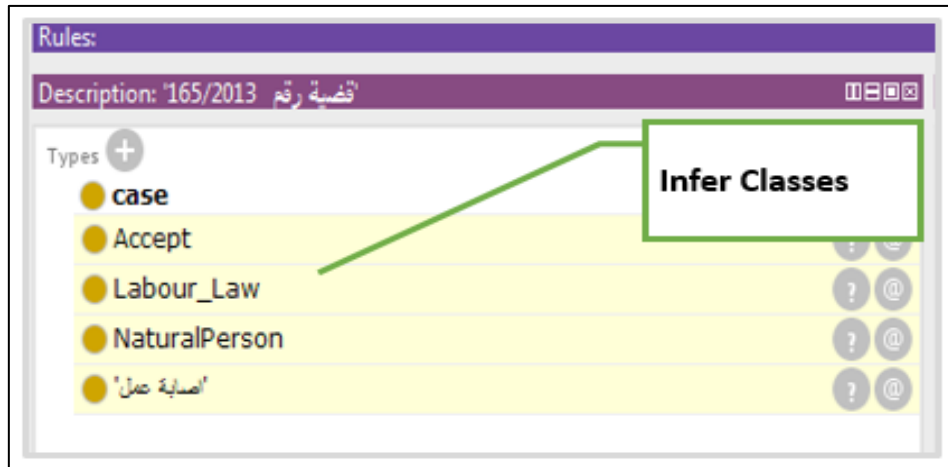 Rules:
Description: '165/2013 قضية رقم'
Types
case
Accept
Labour_Law
NaturalPerson
'اصابة عمل'
Infer Classes